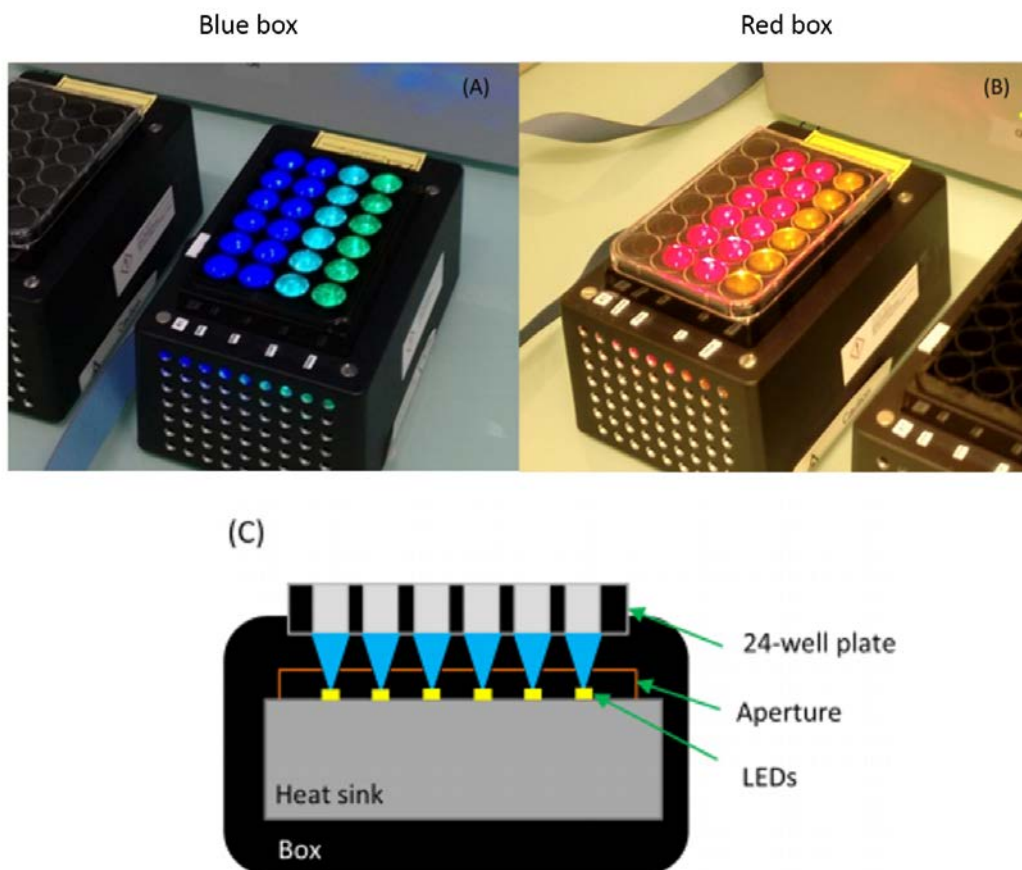 Blue box
Red box
(A)
(B)
(C)
24-well plate
Aperture
LEDs
Heat sink
Box